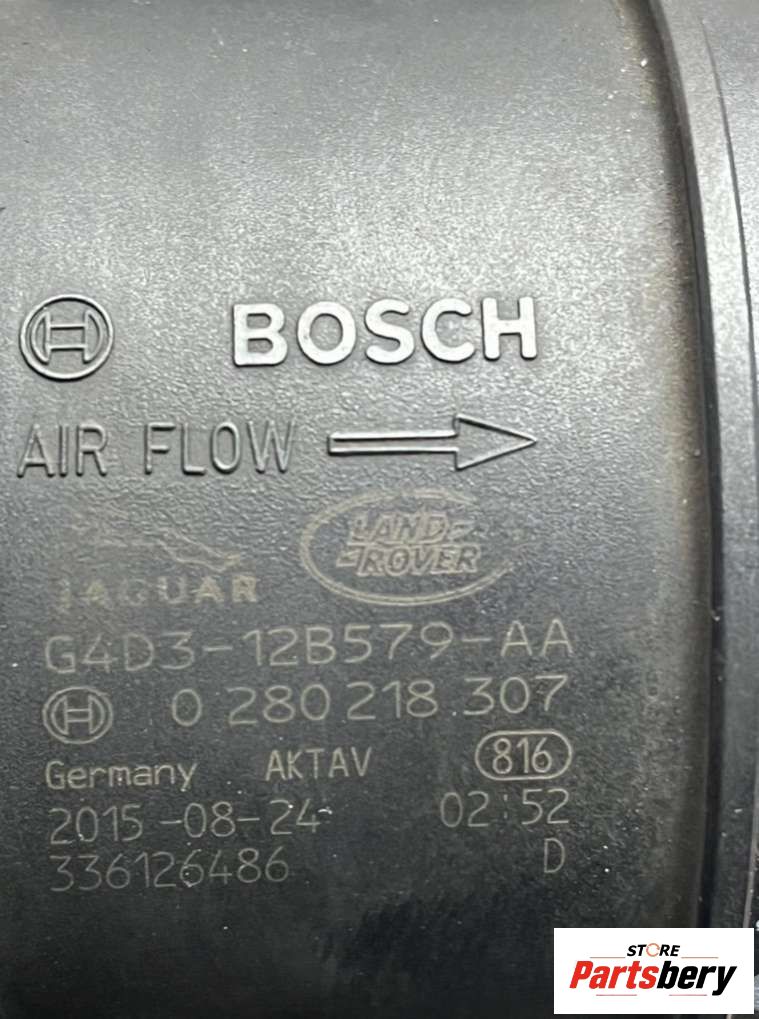 BOSCH
AIR FLOW
JAGUAR
LAND-
-ROVER
G4D3-12B579-AA
0 280 218 307
Germany AKTAV 816
2015-08-24 02:52
336126486 D
STORE
Partsbery